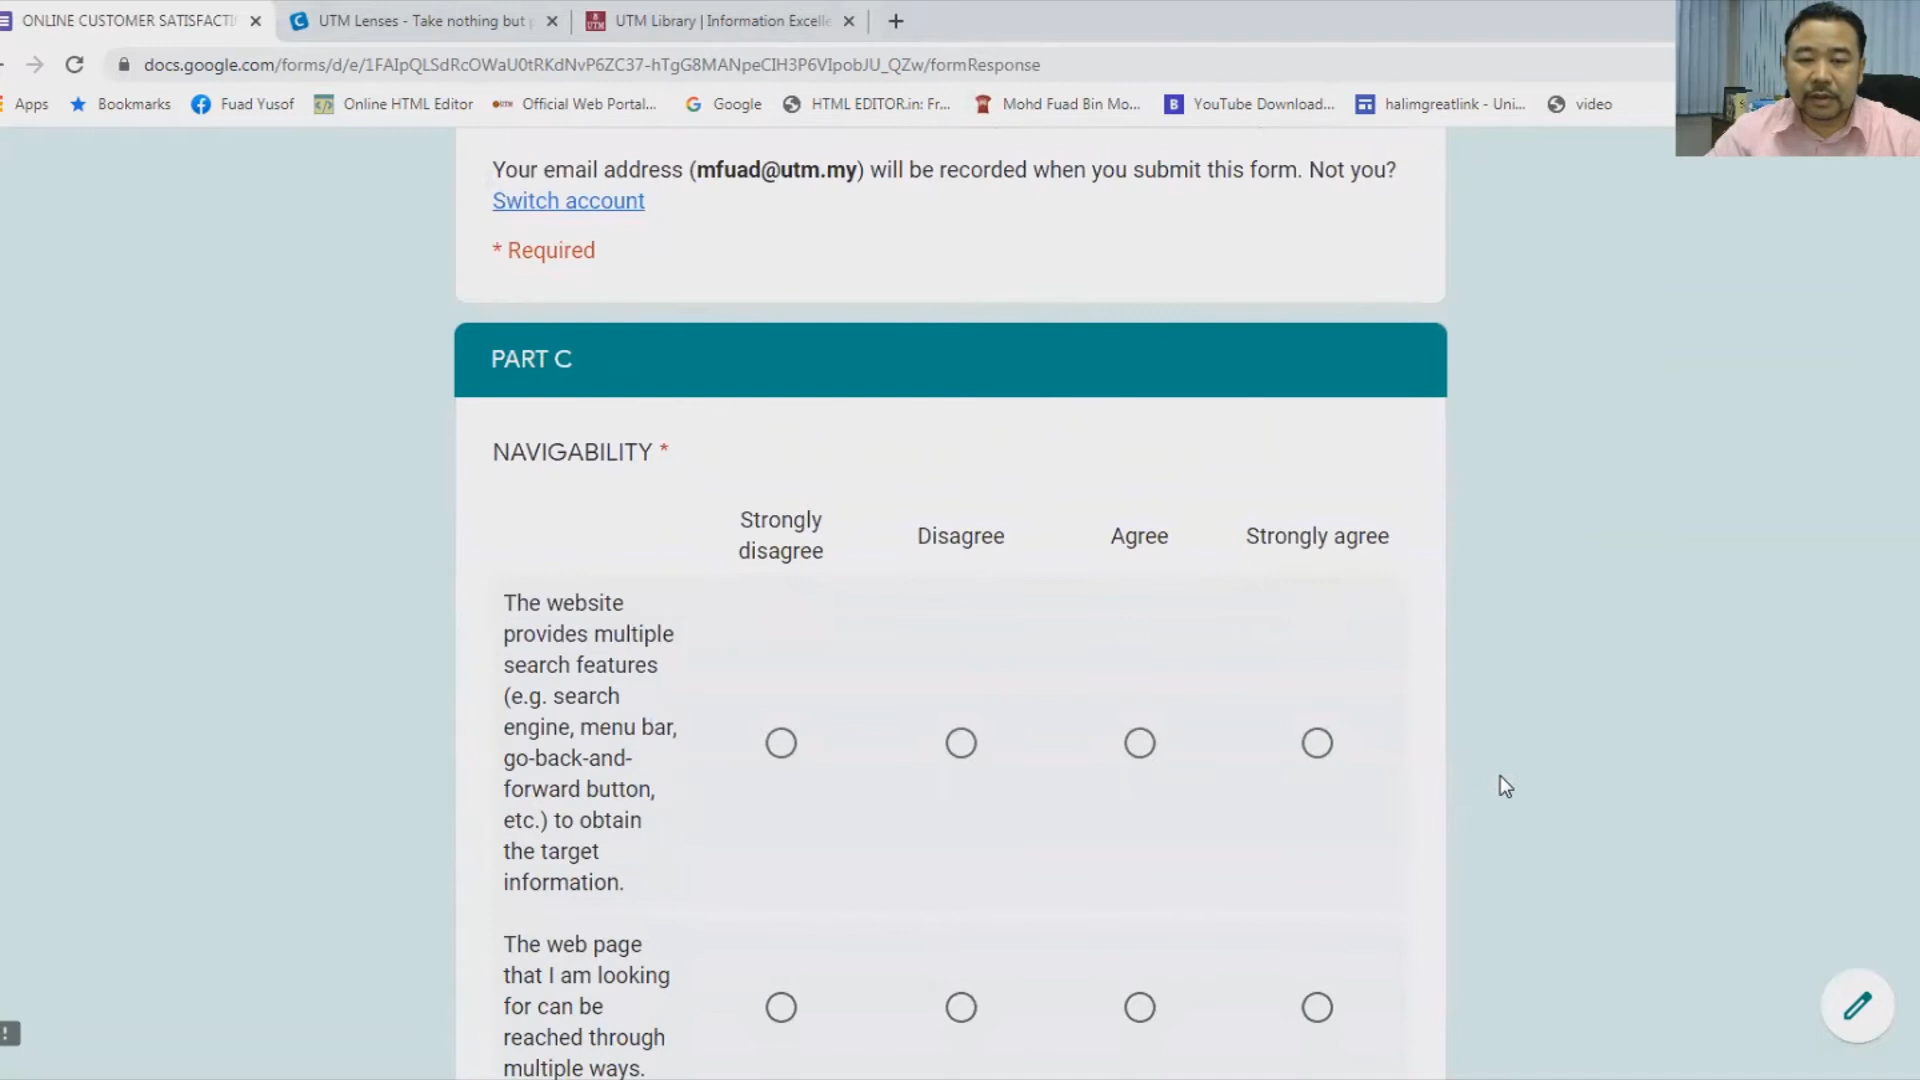 ONLINE CUSTOMER SATISFACTI
UTM Lenses - Take nothing but
UTM Library | Information Excelle
docs.google.com/forms/d/e/1FAIpQLSdRcOWaU0tRKdNvP6ZC37-hTgG8MANpeCIH3P6VIpobJU_QZw/formResponse
Apps Bookmarks Fuad Yusof Online HTML Editor Official Web Portal... Google HTML EDITOR.in: Fr... Mohd Fuad Bin Mo... YouTube Download... halimgreatlink - Uni... video
Your email address (mfuad@utm.my) will be recorded when you submit this form. Not you?
Switch account
* Required
PART C
NAVIGABILITY *
Strongly
disagree
Disagree
Agree
Strongly agree
The website
provides multiple
search features
(e.g. search
engine, menu bar,
go-back-and-
forward button,
etc.) to obtain
the target
information.
The web page
that I am looking
for can be
reached through
multiple ways.